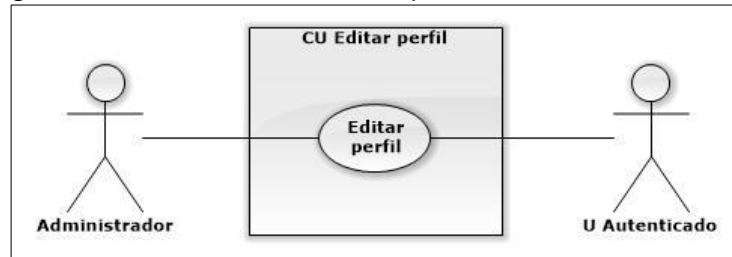 CU Editar perfil
Editar
perfil
Administrador
U Autenticado